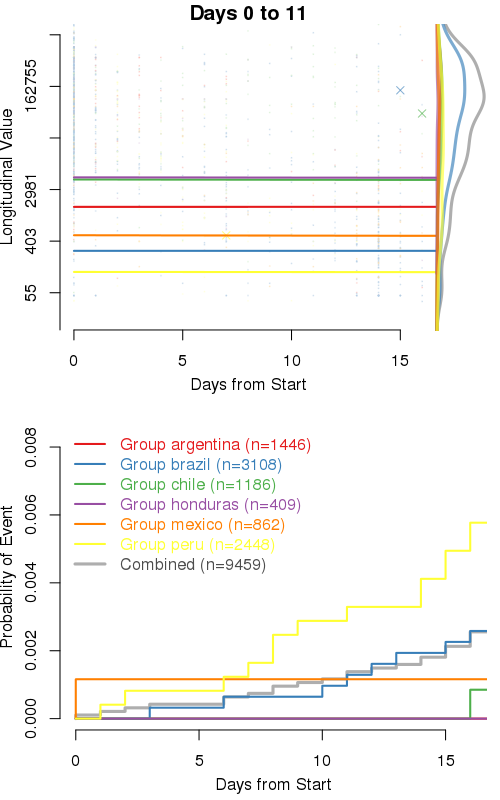 Days 0 to 11
Longitudinal Value
162755
2981
403
55
0 5 10 15
Days from Start
Probability of Event
0.008
0.006
0.004
0.002
0.000
Group argentina (n=1446)
Group brazil (n=3108)
Group chile (n=1186)
Group honduras (n=409)
Group mexico (n=862)
Group peru (n=2448)
Combined (n=9459)
0 5 10 15
Days from Start